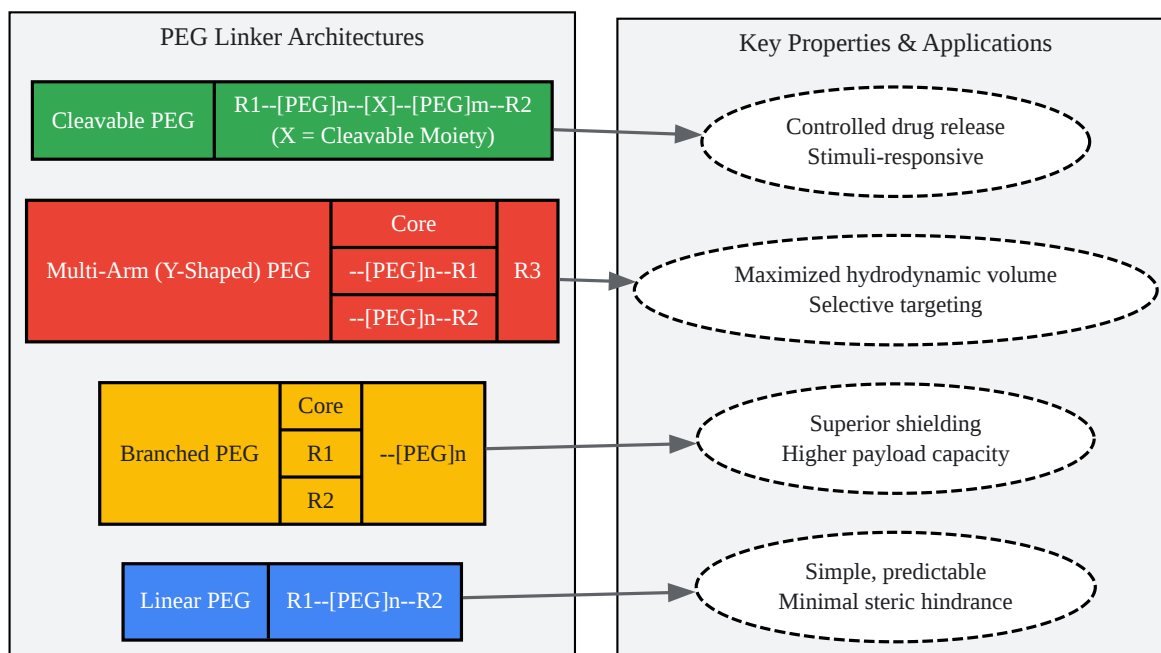 PEG Linker Architectures
Cleavable PEG
R1--[PEG]n--[X]--[PEG]m--R2
(X = Cleavable Moiety)
Multi-Arm (Y-Shaped) PEG
Core
--[PEG]n--R1
--[PEG]n--R2
R3
Branched PEG
Core
R1
R2
--[PEG]n
Linear PEG
R1--[PEG]n--R2
Key Properties & Applications
Controlled drug release
Stimuli-responsive
Maximized hydrodynamic volume
Selective targeting
Superior shielding
Higher payload capacity
Simple, predictable
Minimal steric hindrance